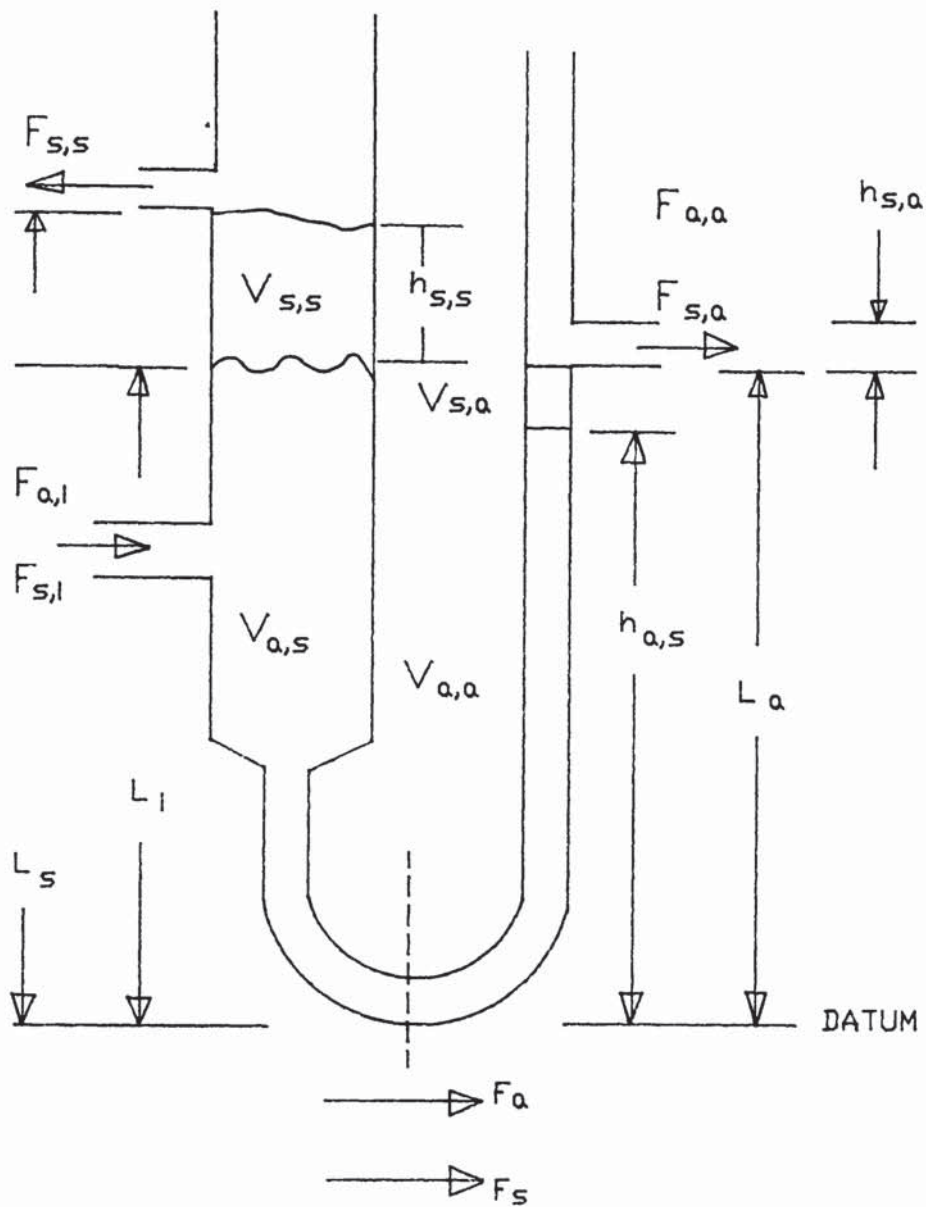 F s,s
F a,a
h s,a
F s,a
V s,s
h s,s
V s,a
F a,l
F s,l
V a,s
h a,s
V a,a
L a
L l
L s
DATUM
F a
F s